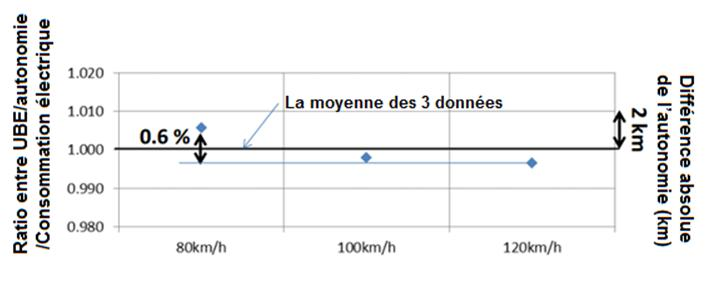 Ratio entre UBE/autonomie
/Consommation électrique
1.020
1.010
1.000
0.990
0.980
La moyenne des 3 données
0.6 %
2 km
80km/h
100km/h
120km/h
Différence absolue
de l'autonomie (km)